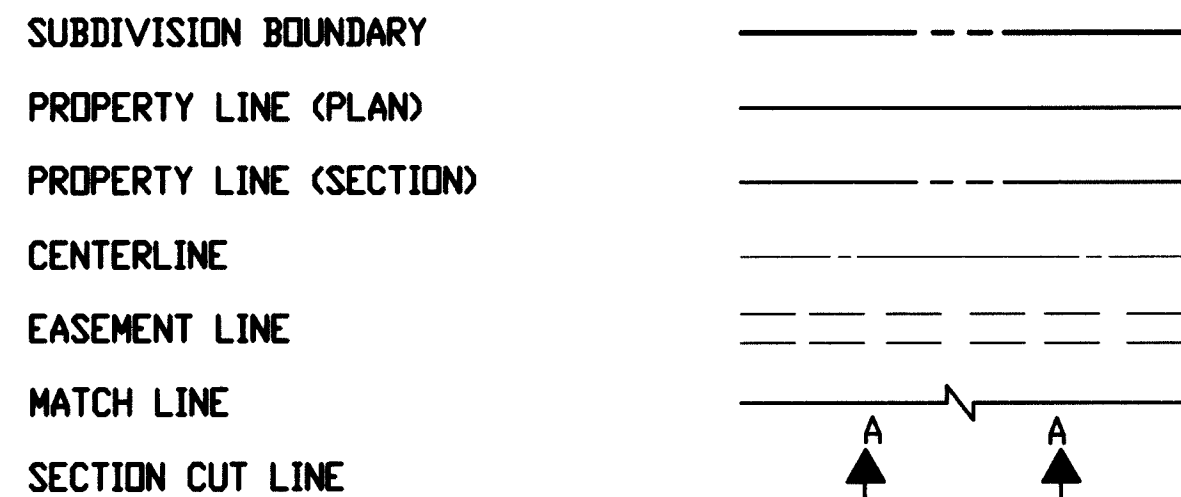 SUBDIVISION BOUNDARY
PROPERTY LINE (PLAN)
PROPERTY LINE (SECTION)
CENTERLINE
EASEMENT LINE
MATCH LINE
A A
SECTION CUT LINE